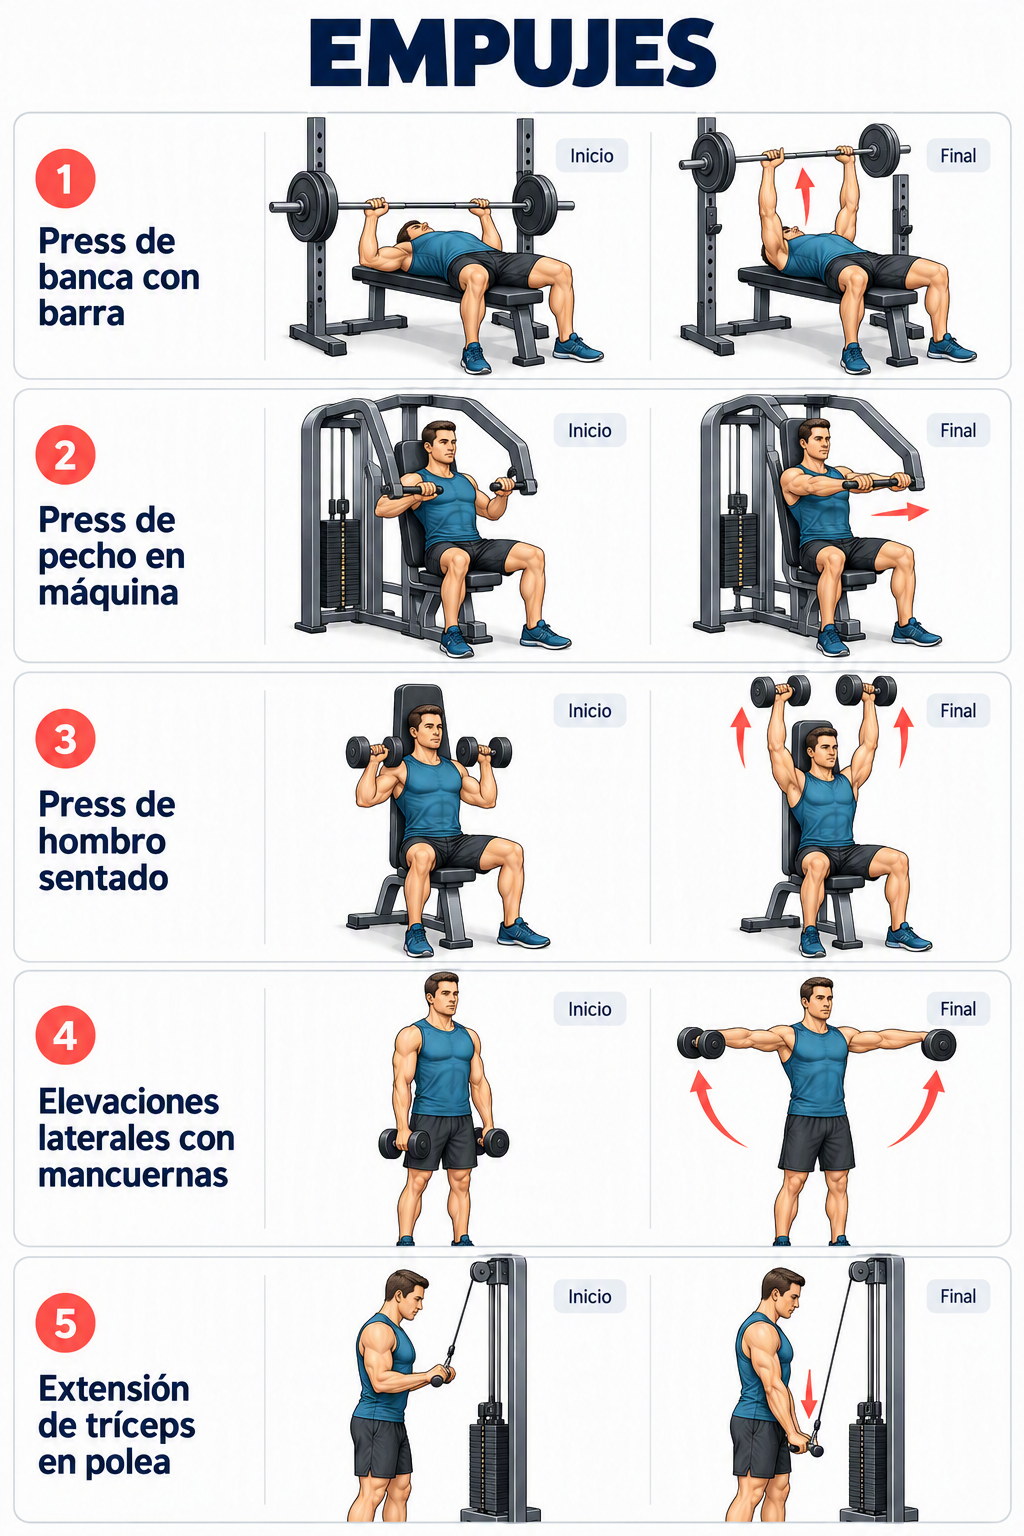 EMPUJES
1
Press de
banca con
barra
Inicio
Final
2
Press de
pecho en
máquina
Inicio
Final
3
Press de
hombro
sentado
Inicio
Final
4
Elevaciones
laterales con
mancuernas
Inicio
Final
5
Extensión
de tríceps
en polea
Inicio
Final